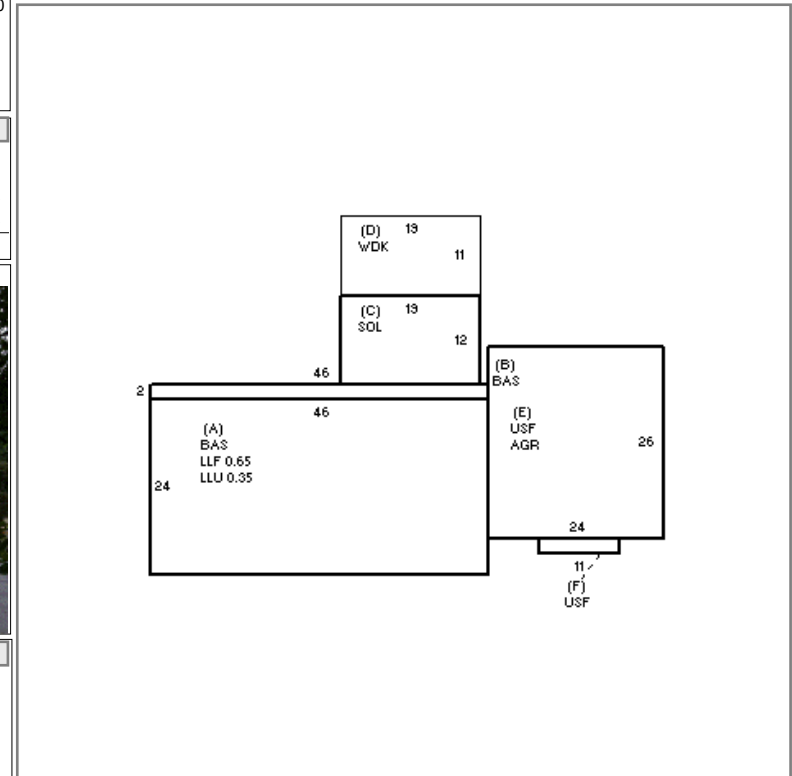 (D) 19
WDK
11
(C) 19
SOL
12
46
(B)
BAS
2
46
(E)
USF
AGR
(A)
BAS
LLF 0.65
LLU 0.35
26
24
24
11
(F)
USF